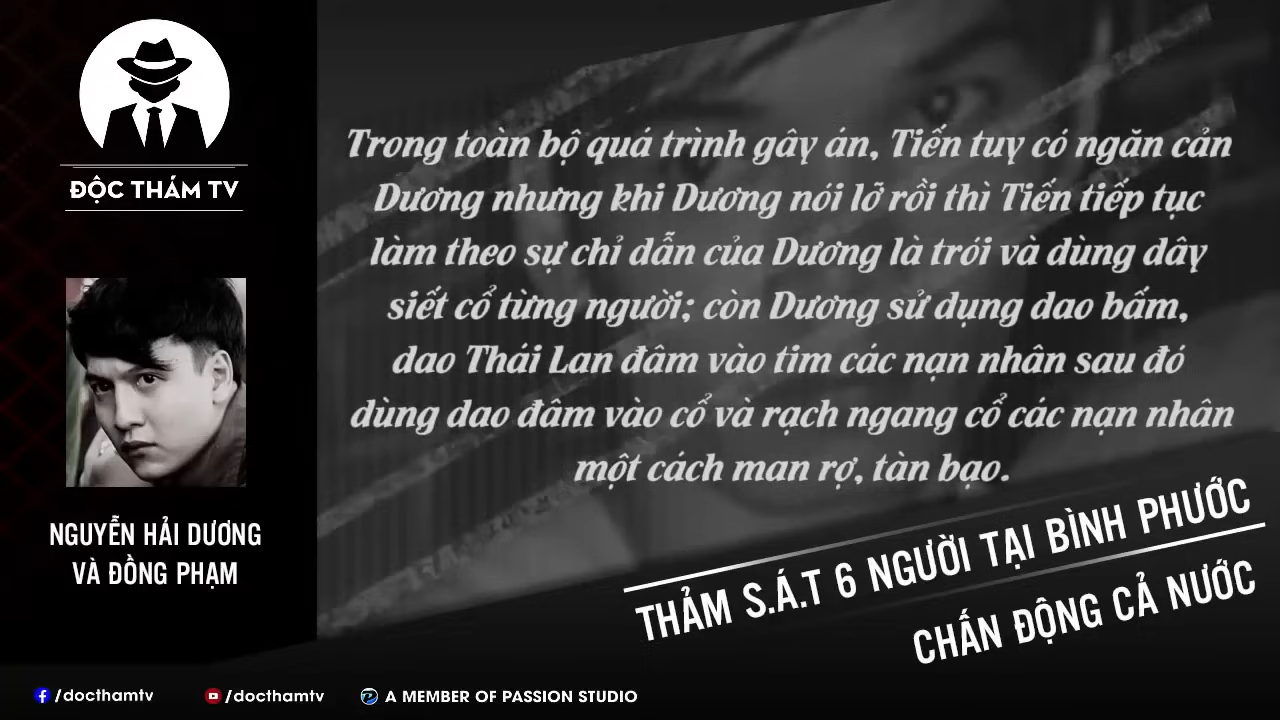 ĐỘC THÁM TV
NGUYỄN HẢI DƯƠNG
VÀ ĐỒNG PHẠM
Trong toàn bộ quá trình gây án, Tiến tuy có ngăn cản
Dương nhưng khi Dương nói lỡ rồi thì Tiến tiếp tục
làm theo sự chỉ dẫn của Dương là trói và dùng dây
siết cổ từng người; còn Dương sử dụng dao bấm,
dao Thái Lan đâm vào tim các nạn nhân sau đó
dùng dao đâm vào cổ và rạch ngang cổ các nạn nhân
một cách man rợ, tàn bạo.
THẢM S.Á.T 6 NGƯỜI TẠI BÌNH PHƯỚC
CHẤN ĐỘNG CẢ NƯỚC
/docthamtv
/docthamtv
A MEMBER OF PASSION STUDIO